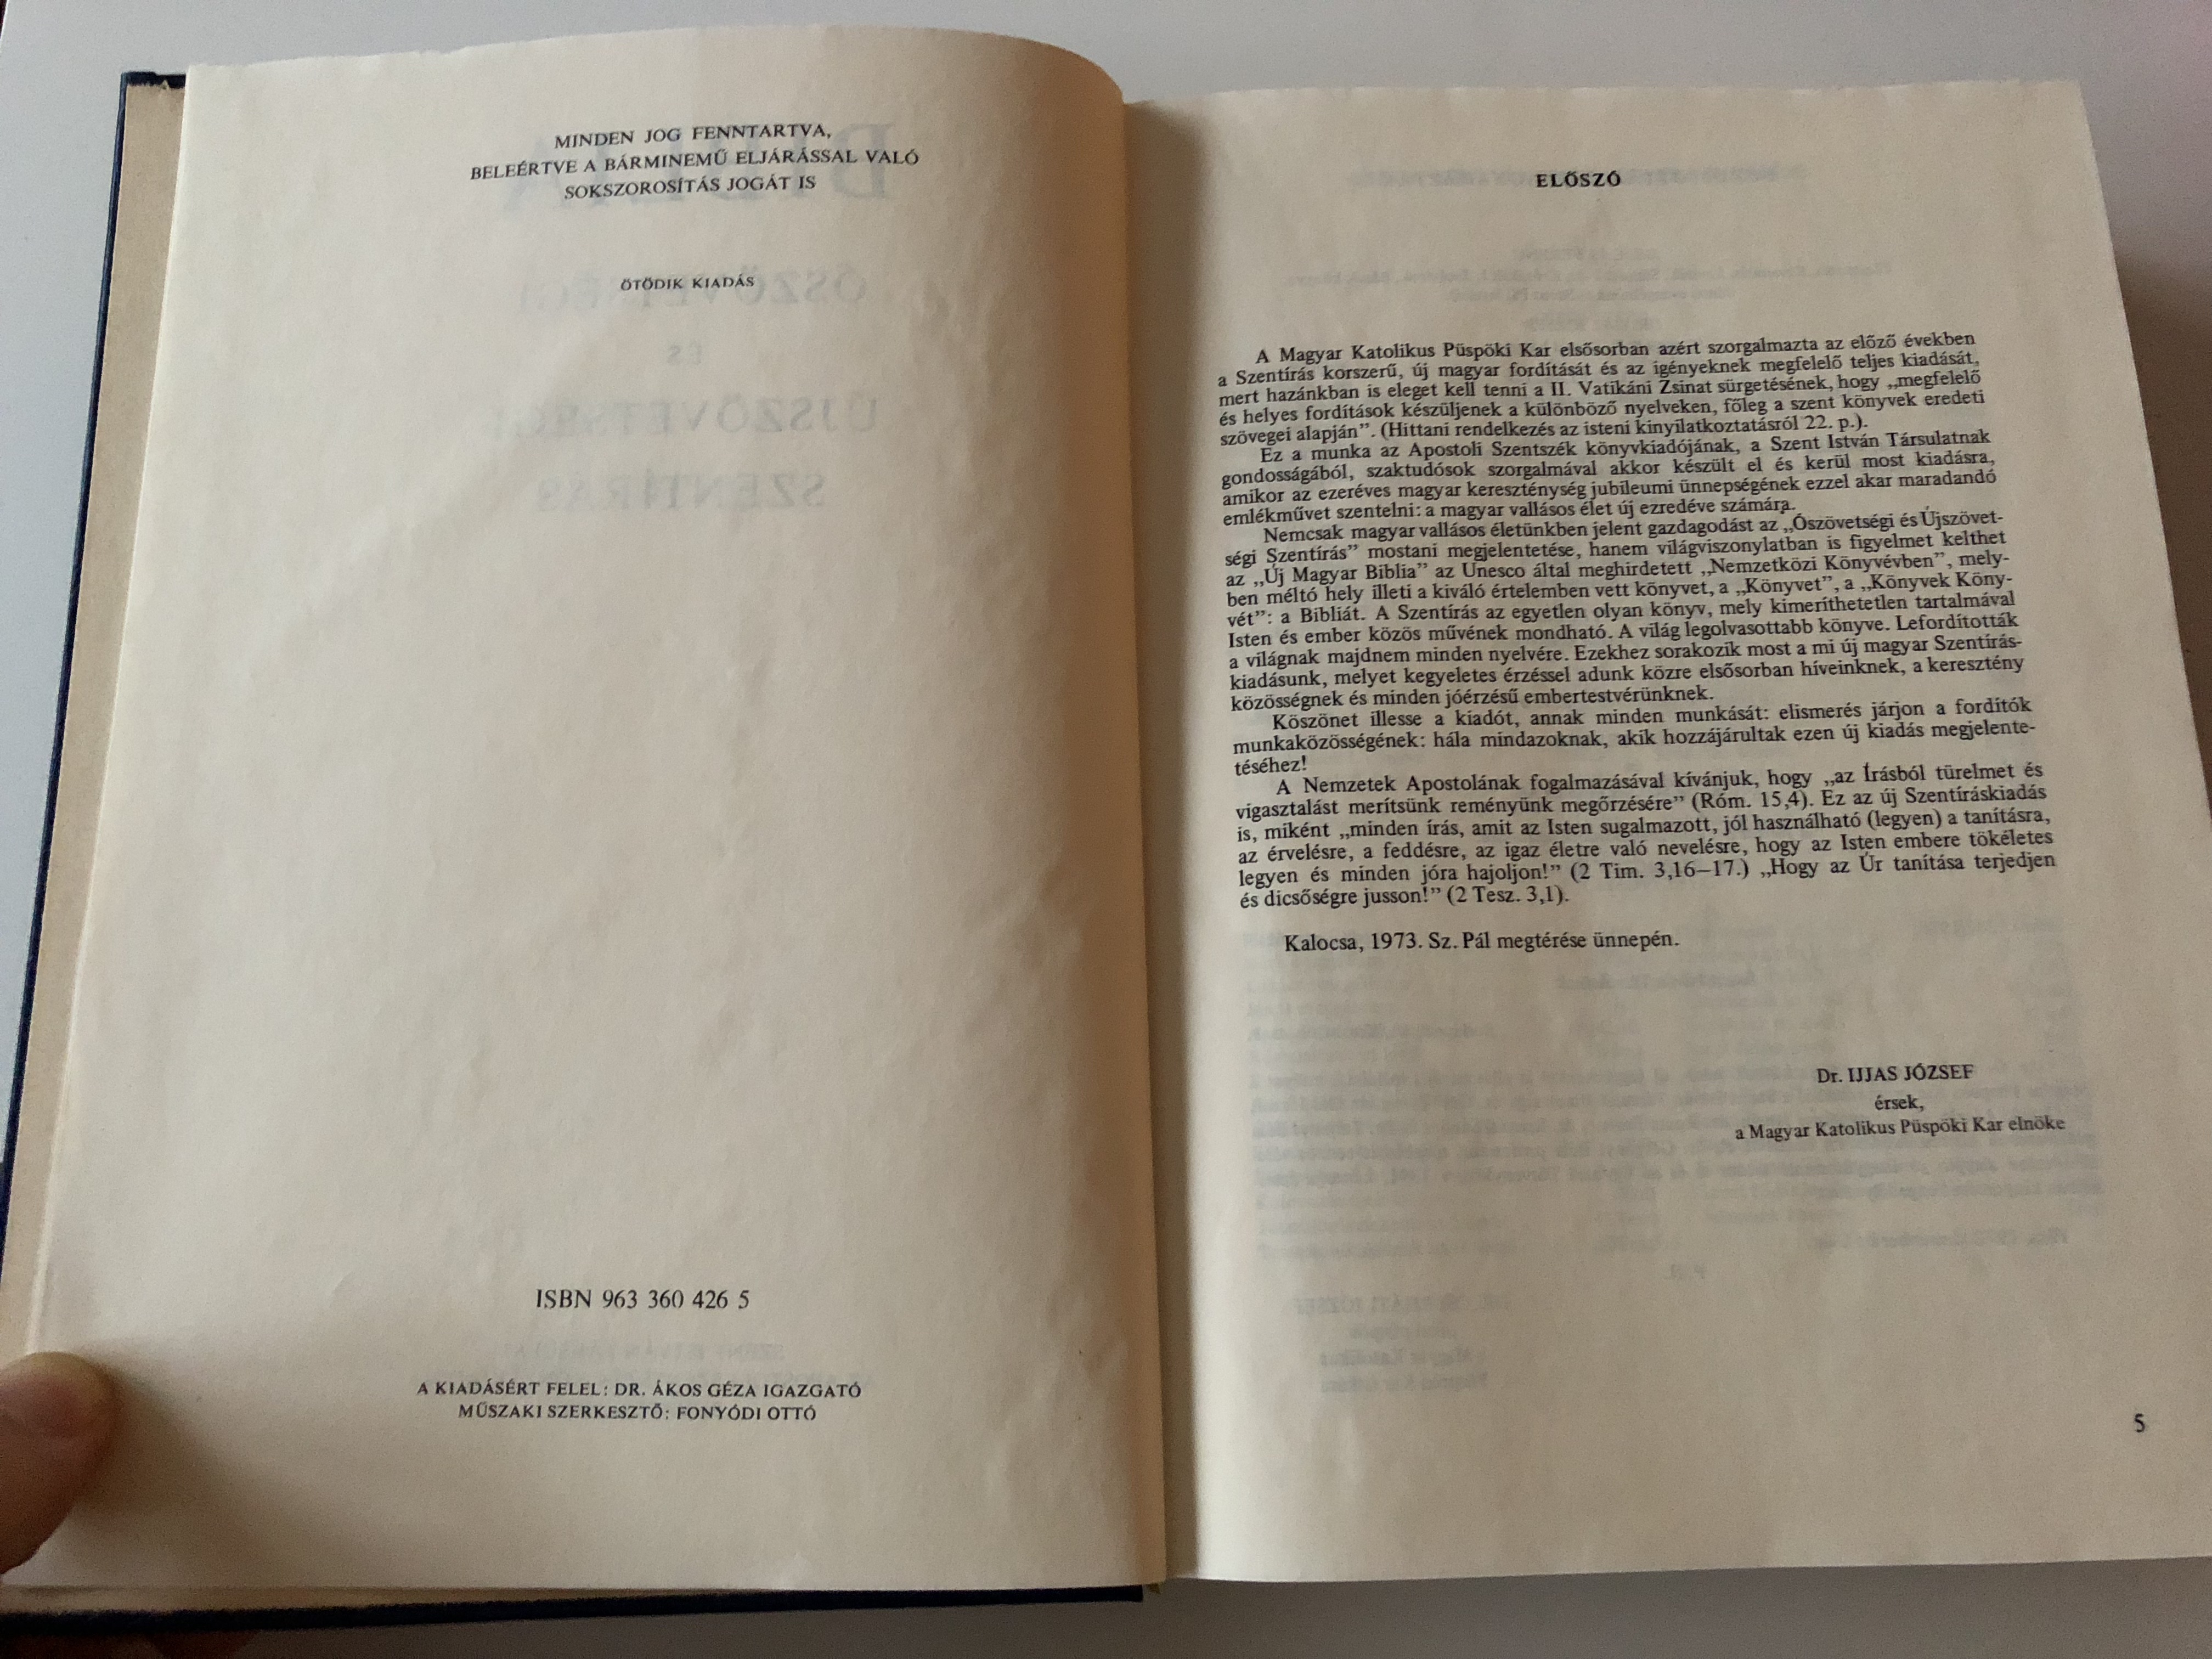 MINDEN JOG FENNTARTVA,
BELEÉRTVE A BÁRMINEMŰ ELJÁRÁSSAL VALÓ
SOKSZOROSÍTÁS JOGÁT IS
ÖTÖDIK KIADÁS
ISBN 963 360 426 5
A KIADÁSÉRT FELEL: DR. ÁKOS GÉZA IGAZGATÓ
MŰSZAKI SZERKESZTŐ: FONYÓDI OTTÓ
ELŐSZÓ
A Magyar Katolikus Püspöki Kar elsősorban azért szorgalmazta az előző években
a Szentírás korszerű, új magyar fordítását és az igényeknek megfelelő teljes kiadását,
mert hazánkban is eleget kell tenni a II. Vatikáni Zsinat sürgetésének, hogy „megfelelő
és helyes fordítások készüljenek a különböző nyelveken, főleg a szent könyvek eredeti
szövegei alapján”. (Hittani rendelkezés az isteni kinyilatkoztatásról 22. p.).
Ez a munka az Apostoli Szentszék könyvkiadójának, a Szent István Társulatnak
gondosságából, szaktudósok szorgalmával akkor készült el és kerül most kiadásra,
amikor az ezeréves magyar kereszténység jubileumi ünnepségének ezzel akar maradandó
emlékművet szentelni: a magyar vallásos élet új ezredéve számára.
Nemcsak magyar vallásos életünkben jelent gazdagodást az „Ószövetségi és Újszövet-
ségi Szentírás” mostani megjelentetése, hanem világviszonylatban is figyelmet kelthet
az „Új Magyar Biblia” az Unesco által meghirdetett „Nemzetközi Könyvévben”, mely-
ben méltó hely illeti a kiváló értelemben vett könyvet, a „Könyvet”, a „Könyvek Köny-
vét”: a Bibliát. A Szentírás az egyetlen olyan könyv, mely kimeríthetetlen tartalmával
Isten és ember közös művének mondható. A világ legolvasottabb könyve. Lefordították
a világnak majdnem minden nyelvére. Ezekhez sorakozik most a mi új magyar Szentírás-
kiadásunk, melyet kegyeletes érzéssel adunk közre elsősorban híveinknek, a keresztény
közösségnek és minden jóérzésű embertestvérünknek.
Köszönet illesse a kiadót, annak minden munkását: elismerés járjon a fordítók
munkaközösségének: hála mindazoknak, akik hozzájárultak ezen új kiadás megjelente-
téséhez!
A Nemzetek Apostolának fogalmazásával kívánjuk, hogy „az Írásból türelmet és
vigasztalást merítsünk reményünk megőrzésére” (Róm. 15,4). Ez az új Szentíráskiadás
is, miként „minden írás, amit az Isten sugalmazott, jól használható (legyen) a tanításra,
az érvelésre, a feddésre, az igaz életre való nevelésre, hogy az Isten embere tökéletes
legyen és minden jóra hajoljon!” (2 Tim. 3,16–17.) „Hogy az Úr tanítása terjedjen
és dicsőségre jusson!” (2 Tesz. 3,1).
Kalocsa, 1973. Sz. Pál megtérése ünnepén.
Dr. IJJAS JÓZSEF
érsek,
a Magyar Katolikus Püspöki Kar elnöke
5